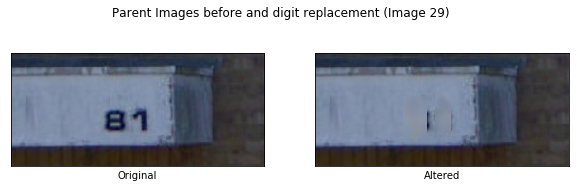 Parent Images before and digit replacement (Image 29)
81
Original
Altered